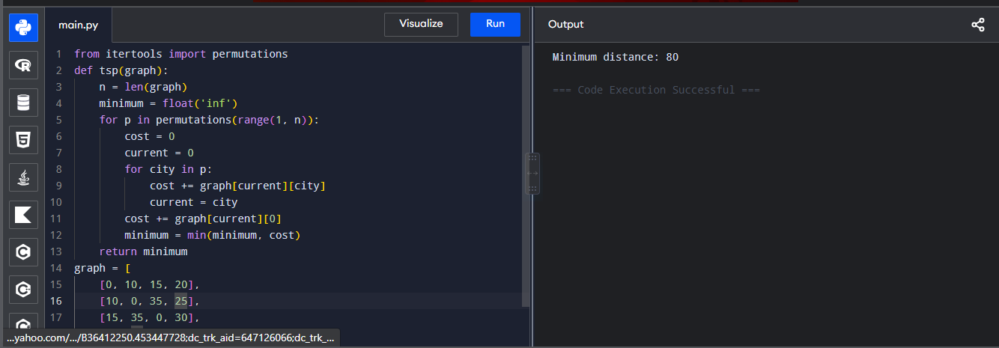 main.py
Visualize
Run
Output
1 from itertools import permutations
2 def tsp(graph):
3     n = len(graph)
4     minimum = float('inf')
5     for p in permutations(range(1, n)):
6         cost = 0
7         current = 0
8         for city in p:
9             cost += graph[current][city]
10             current = city
11         cost += graph[current][0]
12         minimum = min(minimum, cost)
13     return minimum
14 graph = [
15     [0, 10, 15, 20],
16     [10, 0, 35, 25],
17     [15, 35, 0, 30],
...yahoo.com/.../B36412250.453447728;dc_trk_aid=647126066;dc_trk_...
Minimum distance: 80
=== Code Execution Successful ===